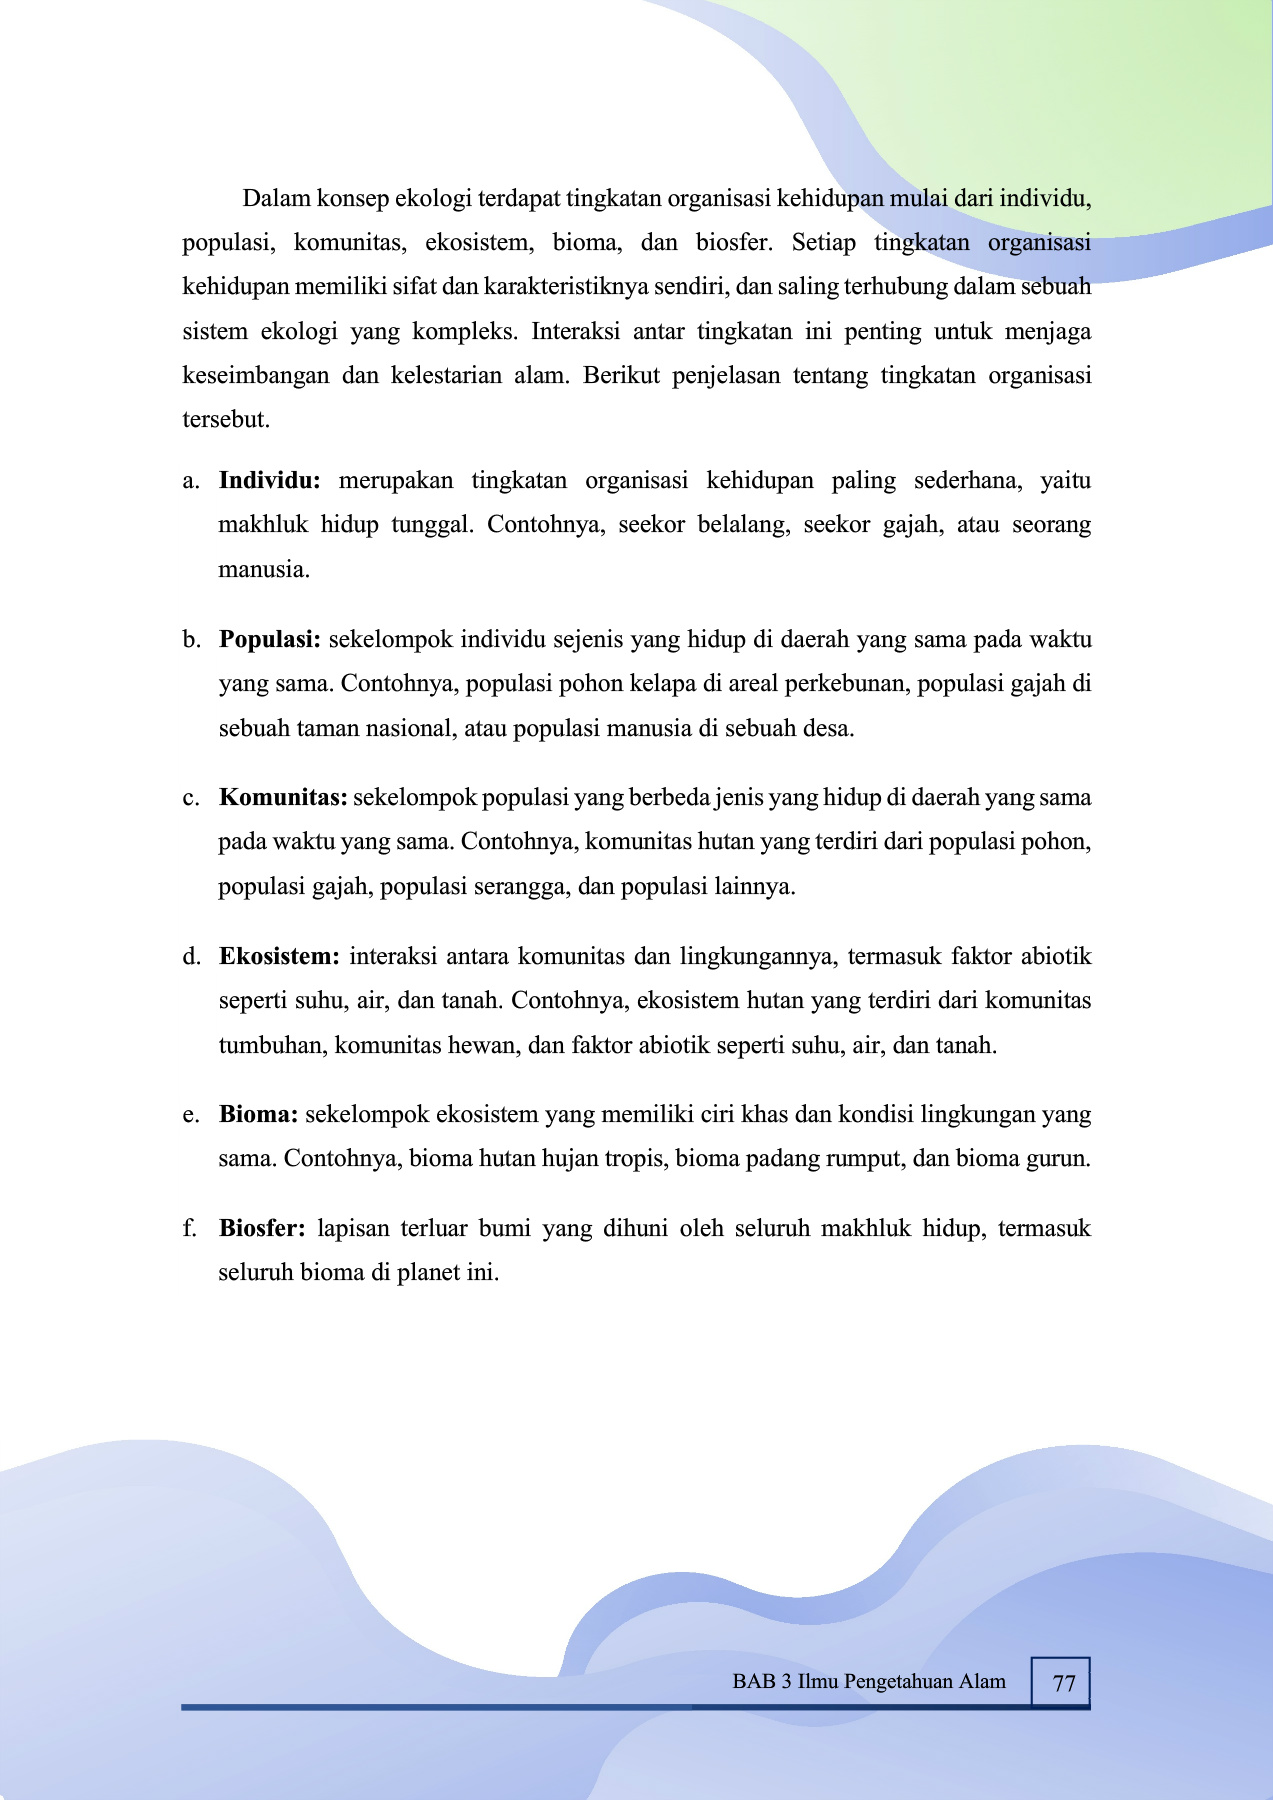 Dalam konsep ekologi terdapat tingkatan organisasi kehidupan mulai dari individu,
populasi, komunitas, ekosistem, bioma, dan biosfer. Setiap tingkatan organisasi
kehidupan memiliki sifat dan karakteristiknya sendiri, dan saling terhubung dalam sebuah
sistem ekologi yang kompleks. Interaksi antar tingkatan ini penting untuk menjaga
keseimbangan dan kelestarian alam. Berikut penjelasan tentang tingkatan organisasi
tersebut.
a. Individu: merupakan tingkatan organisasi kehidupan paling sederhana, yaitu
makhluk hidup tunggal. Contohnya, seekor belalang, seekor gajah, atau seorang
manusia.
b. Populasi: sekelompok individu sejenis yang hidup di daerah yang sama pada waktu
yang sama. Contohnya, populasi pohon kelapa di areal perkebunan, populasi gajah di
sebuah taman nasional, atau populasi manusia di sebuah desa.
c. Komunitas: sekelompok populasi yang berbeda jenis yang hidup di daerah yang sama
pada waktu yang sama. Contohnya, komunitas hutan yang terdiri dari populasi pohon,
populasi gajah, populasi serangga, dan populasi lainnya.
d. Ekosistem: interaksi antara komunitas dan lingkungannya, termasuk faktor abiotik
seperti suhu, air, dan tanah. Contohnya, ekosistem hutan yang terdiri dari komunitas
tumbuhan, komunitas hewan, dan faktor abiotik seperti suhu, air, dan tanah.
e. Bioma: sekelompok ekosistem yang memiliki ciri khas dan kondisi lingkungan yang
sama. Contohnya, bioma hutan hujan tropis, bioma padang rumput, dan bioma gurun.
f. Biosfer: lapisan terluar bumi yang dihuni oleh seluruh makhluk hidup, termasuk
seluruh bioma di planet ini.
BAB 3 Ilmu Pengetahuan Alam 77